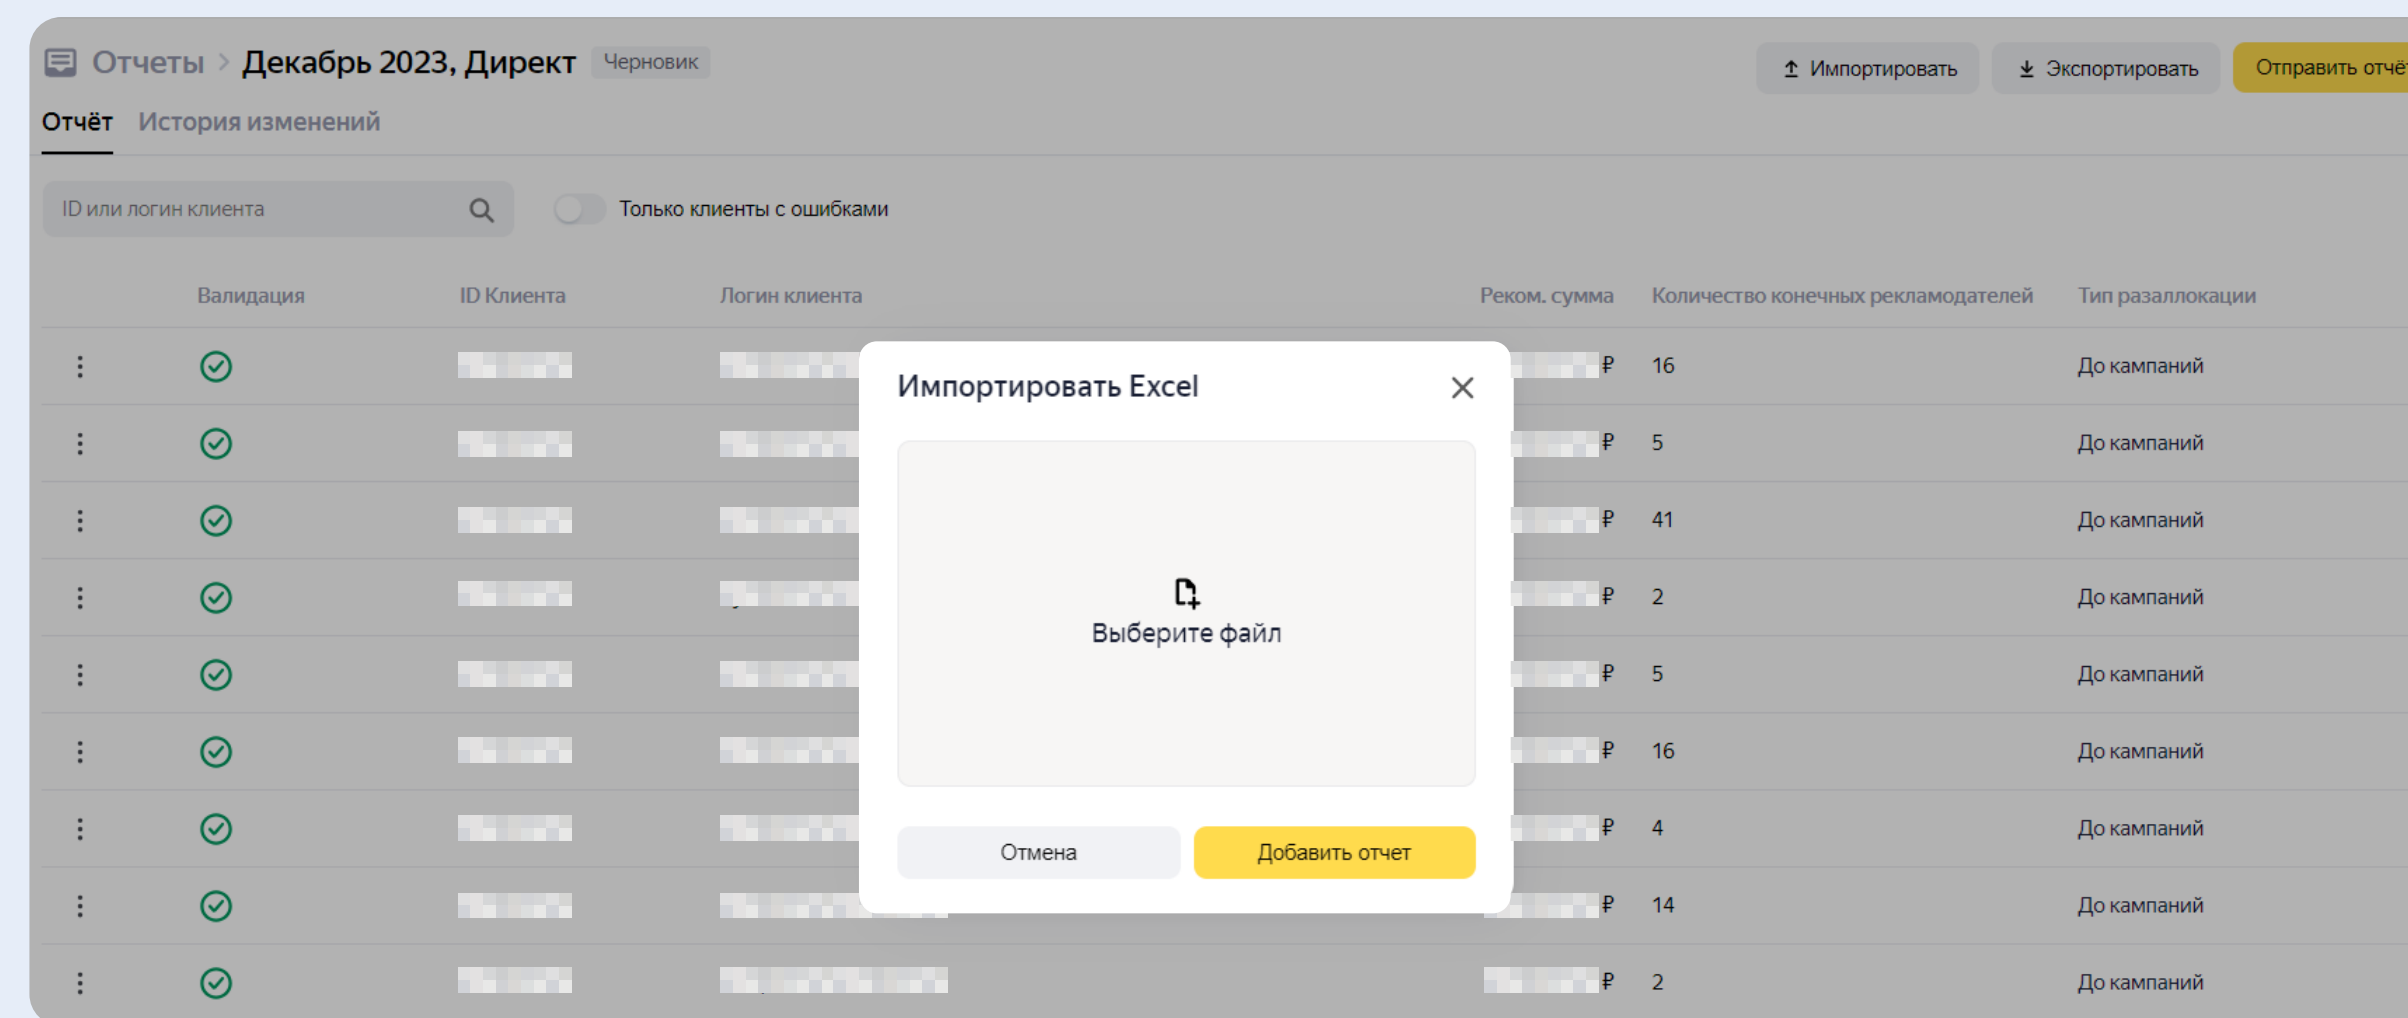 Отчеты > Декабрь 2023, Директ Черновик
Импортировать Экспортировать Отправить отчёт
Отчёт История изменений
ID или логин клиента Только клиенты с ошибками
Валидация ID Клиента Логин клиента Реком. сумма Количество конечных рекламодателей Тип разаллокации
₽ 16 До кампаний
Импортировать Excel
₽ 5 До кампаний
₽ 41 До кампаний
₽ 2 До кампаний
Выберите файл
₽ 5 До кампаний
₽ 16 До кампаний
₽ 4 До кампаний
Отмена Добавить отчет
₽ 14 До кампаний
₽ 2 До кампаний